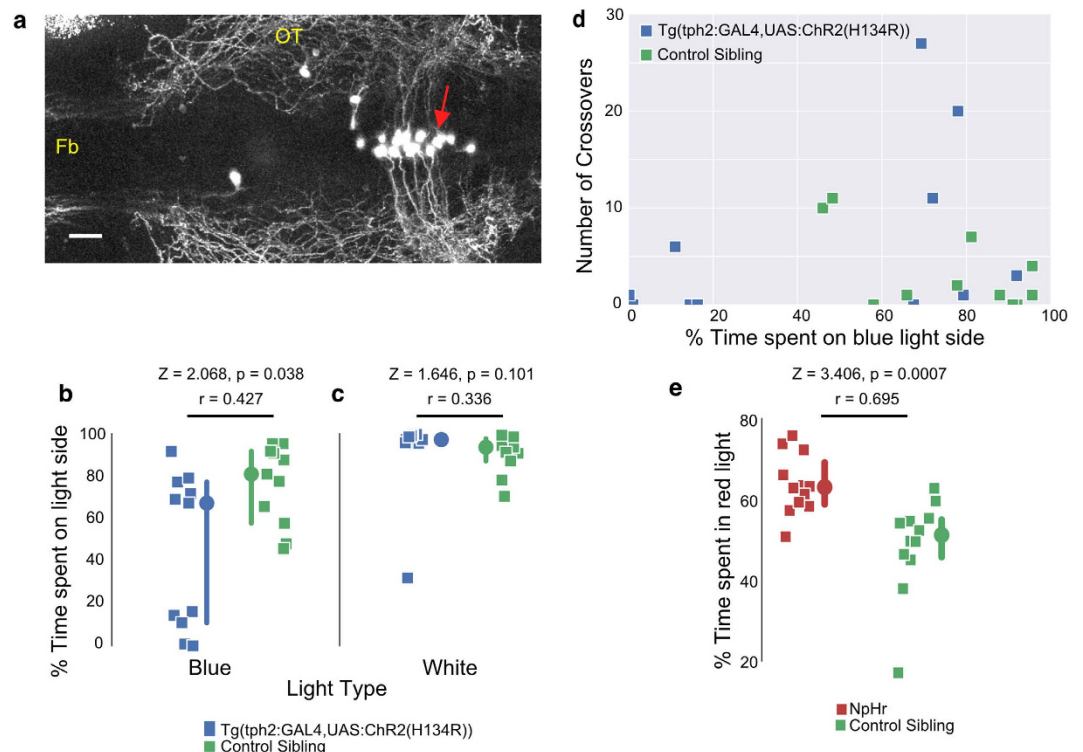 a
OT
Fb
d
Tg(tph2:GAL4,UAS:ChR2(H134R))
Control Sibling
Number of Crossovers
30
20
10
0
0 20 40 60 80 100
% Time spent on blue light side
b
Z = 2.068, p = 0.038
r = 0.427
c
Z = 1.646, p = 0.101
r = 0.336
% Time spent on light side
100
80
60
40
20
0
Blue
White
Light Type
Tg(tph2:GAL4,UAS:ChR2(H134R))
Control Sibling
e
Z = 3.406, p = 0.0007
r = 0.695
% Time spent in red light
80
60
40
20
NpHr
Control Sibling